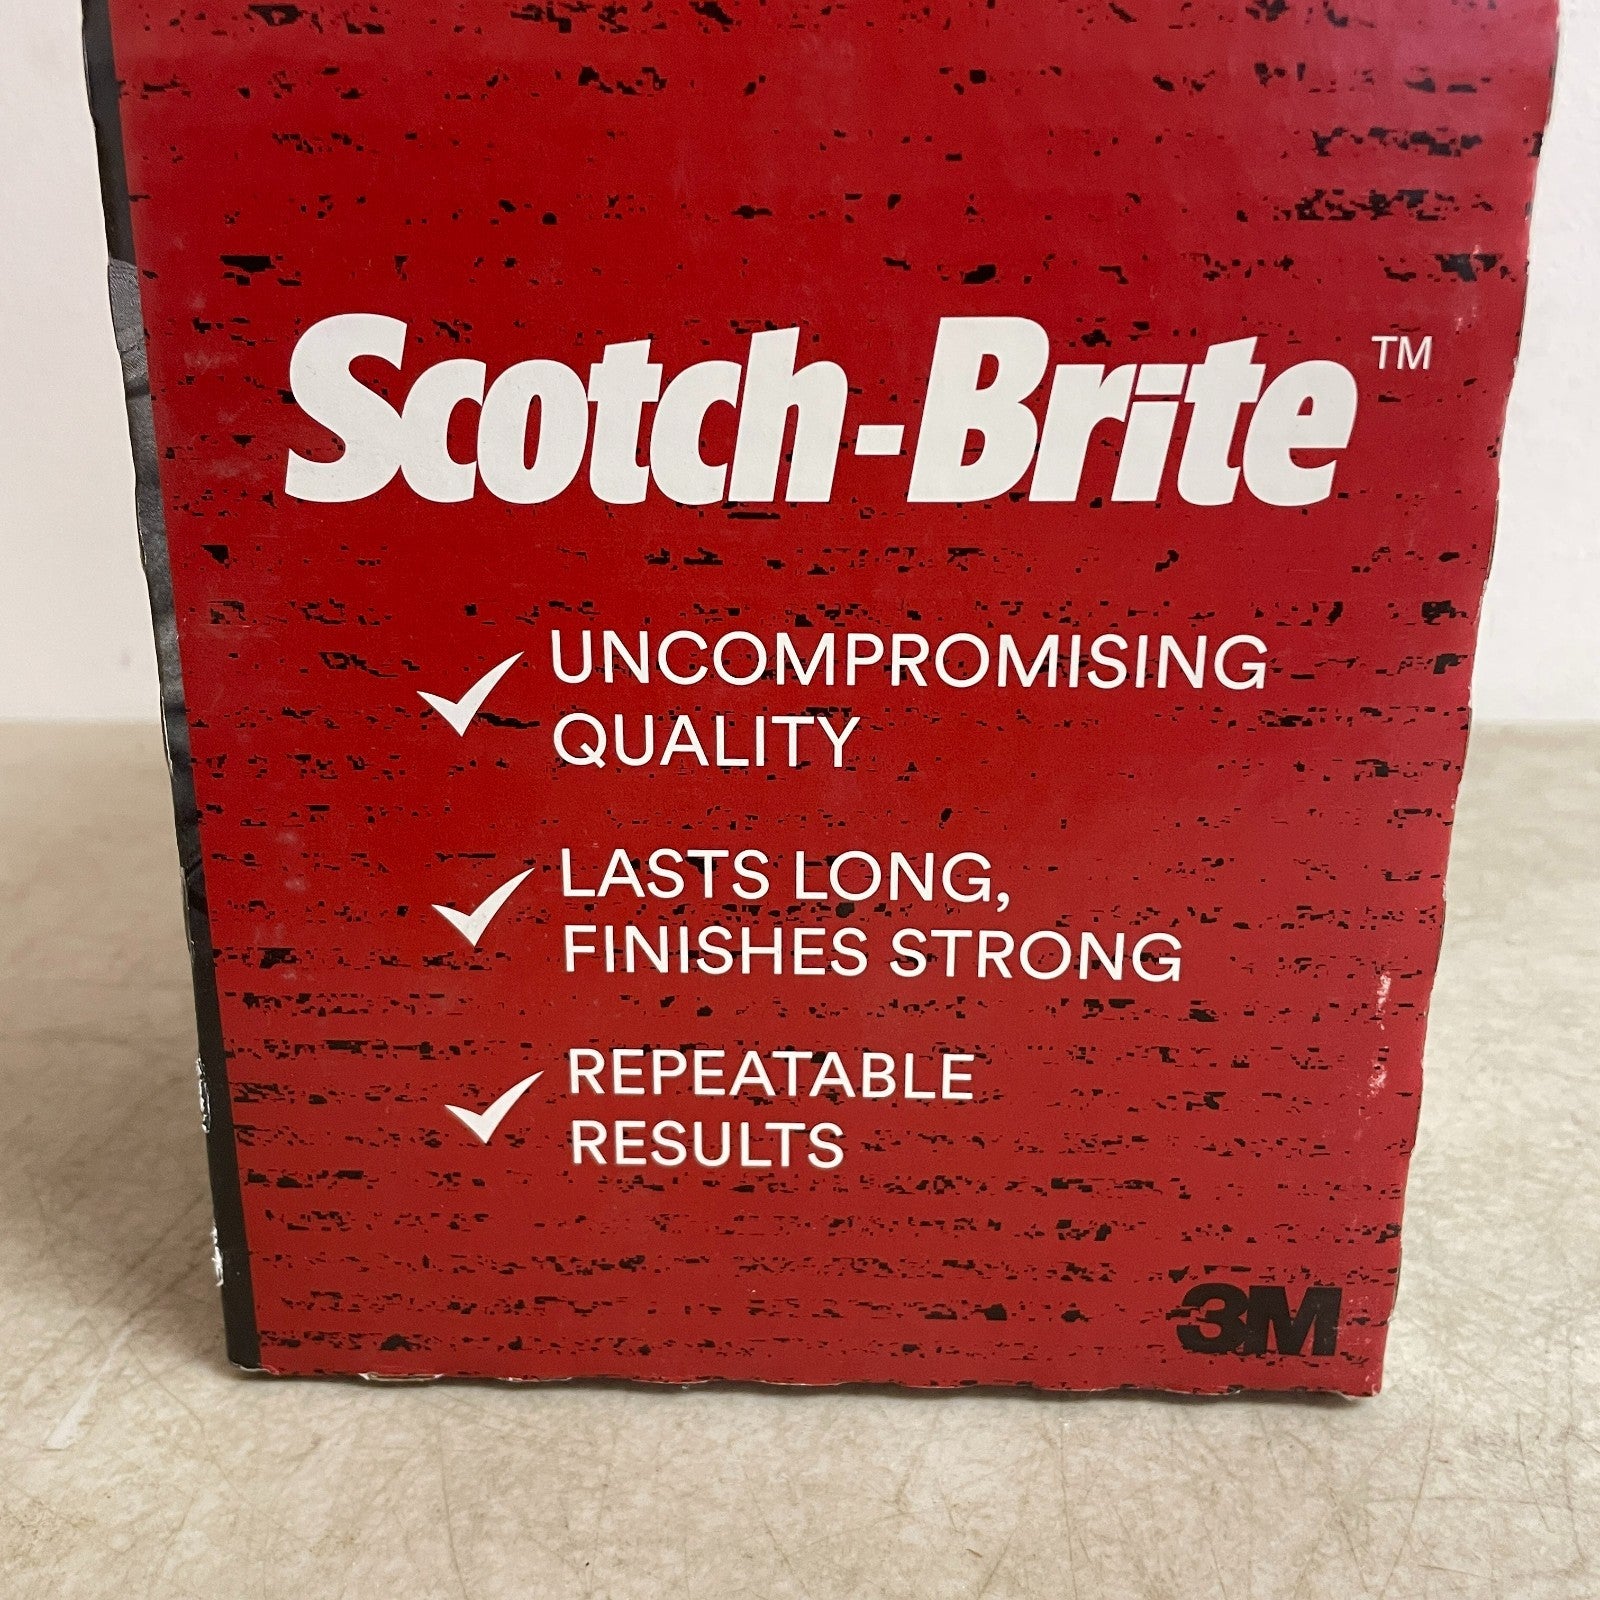 Scotch-Brite™
UNCOMPROMISING
QUALITY
LASTS LONG,
FINISHES STRONG
REPEATABLE
RESULTS
3M